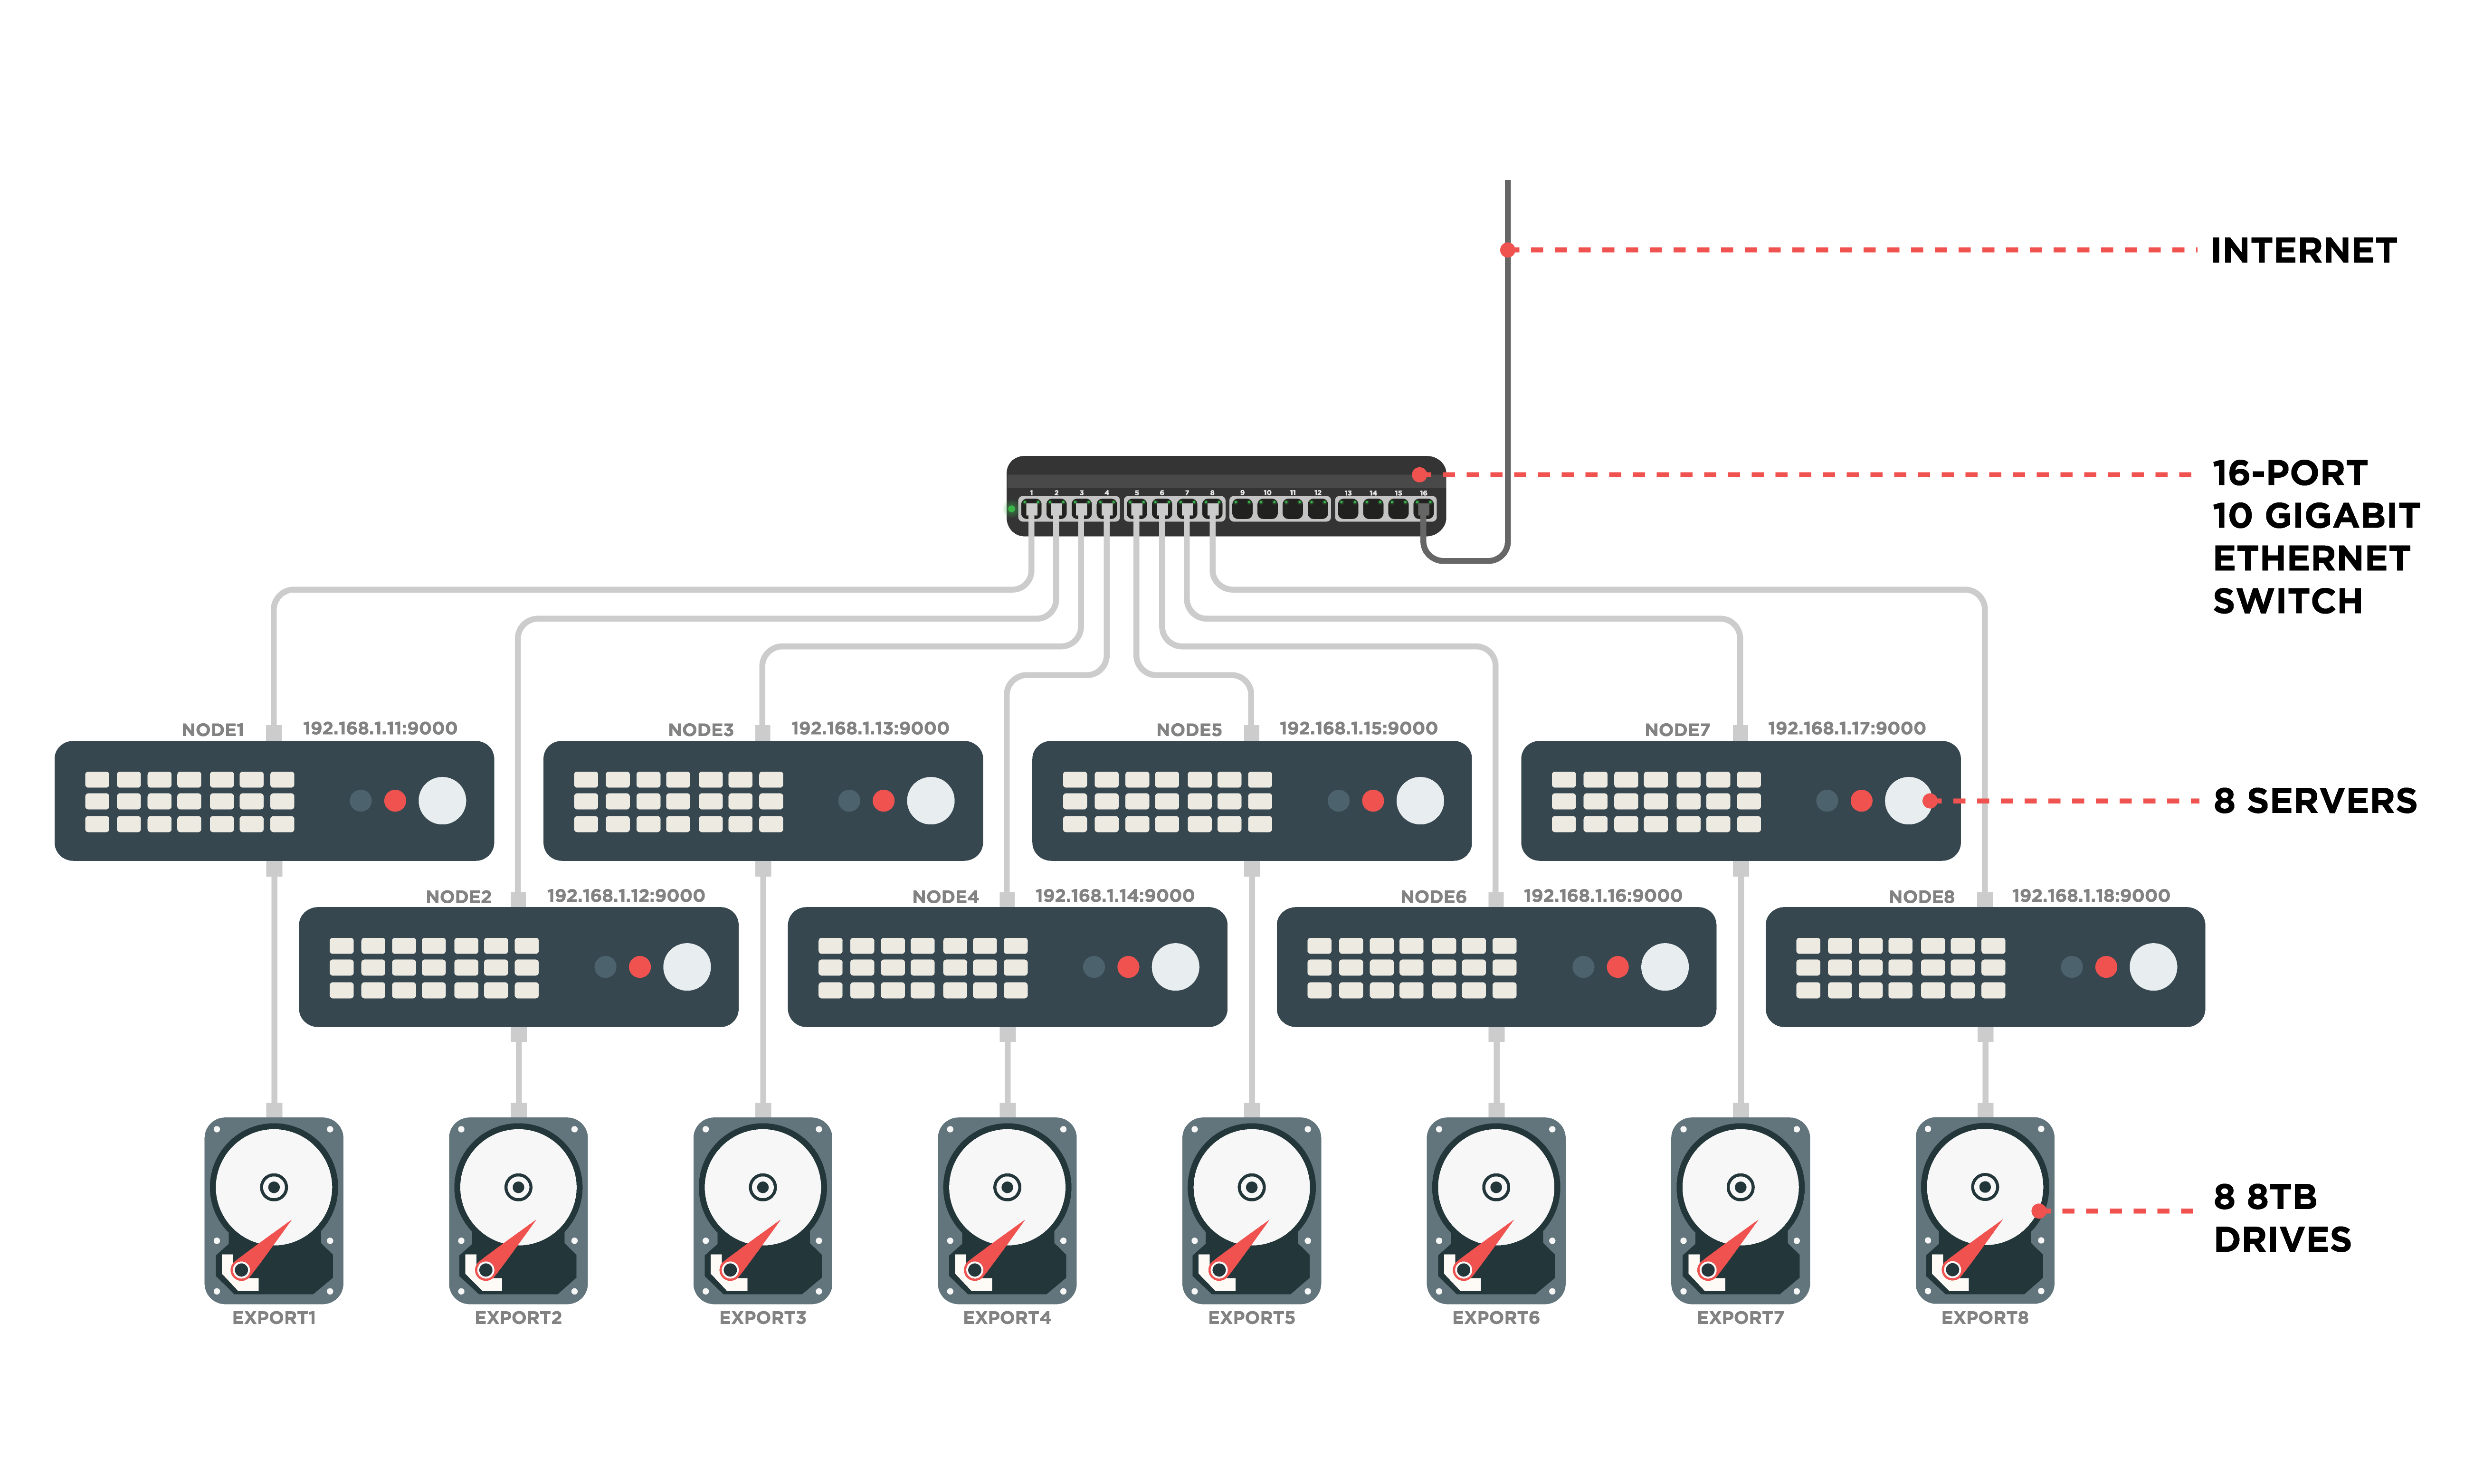 INTERNET
16-PORT
10 GIGABIT
ETHERNET
SWITCH
1 2 3 4 5 6 7 8 9 10 11 12 13 14 15 16
NODE1 192.168.1.11:9000
NODE3 192.168.1.13:9000
NODE5 192.168.1.15:9000
NODE7 192.168.1.17:9000
8 SERVERS
NODE2 192.168.1.12:9000
NODE4 192.168.1.14:9000
NODE6 192.168.1.16:9000
NODE8 192.168.1.18:9000
8 8TB
DRIVES
EXPORT1
EXPORT2
EXPORT3
EXPORT4
EXPORT5
EXPORT6
EXPORT7
EXPORT8